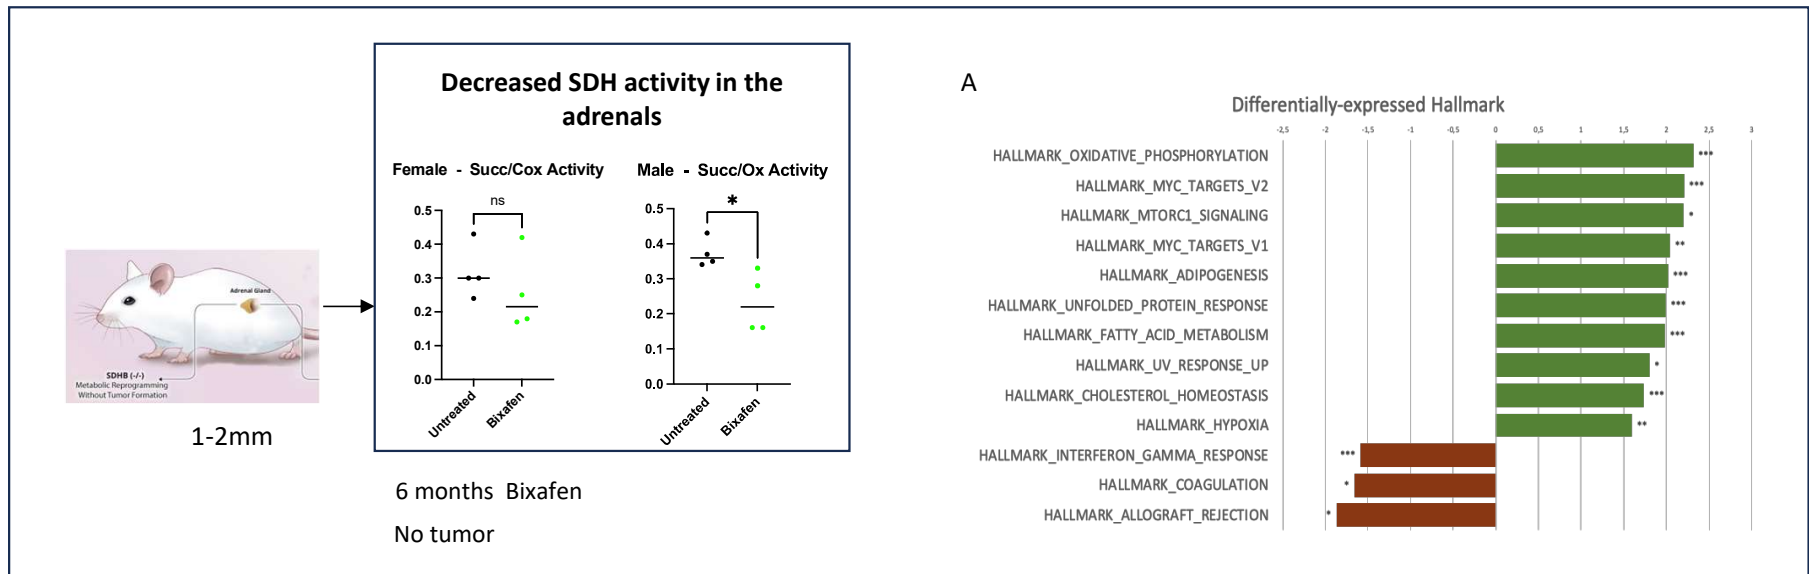 Decreased SDH activity in the
adrenals
Female - Succ/Cox Activity
ns
0.5
0.4
0.3
0.2
0.1
0.0
Untreated
Bixafen
Male - Succ/Ox Activity
*
0.5
0.4
0.3
0.2
0.1
0.0
Untreated
Bixafen
Adrenal Gland
SDHB (-/-)
Metabolic Reprogramming
Without Tumor Formation
1-2mm
6 months Bixafen
No tumor
A
Differentially-expressed Hallmark
-2,5 -2 -1,5 -1 -0,5 0 0,5 1 1,5 2 2,5 3
HALLMARK_OXIDATIVE_PHOSPHORYLATION ***
HALLMARK_MYC_TARGETS_V2 ***
HALLMARK_MTORC1_SIGNALING *
HALLMARK_MYC_TARGETS_V1 **
HALLMARK_ADIPOGENESIS ***
HALLMARK_UNFOLDED_PROTEIN_RESPONSE ***
HALLMARK_FATTY_ACID_METABOLISM ***
HALLMARK_UV_RESPONSE_UP *
HALLMARK_CHOLESTEROL_HOMEOSTASIS ***
HALLMARK_HYPOXIA **
HALLMARK_INTERFERON_GAMMA_RESPONSE ***
HALLMARK_COAGULATION *
HALLMARK_ALLOGRAFT_REJECTION *